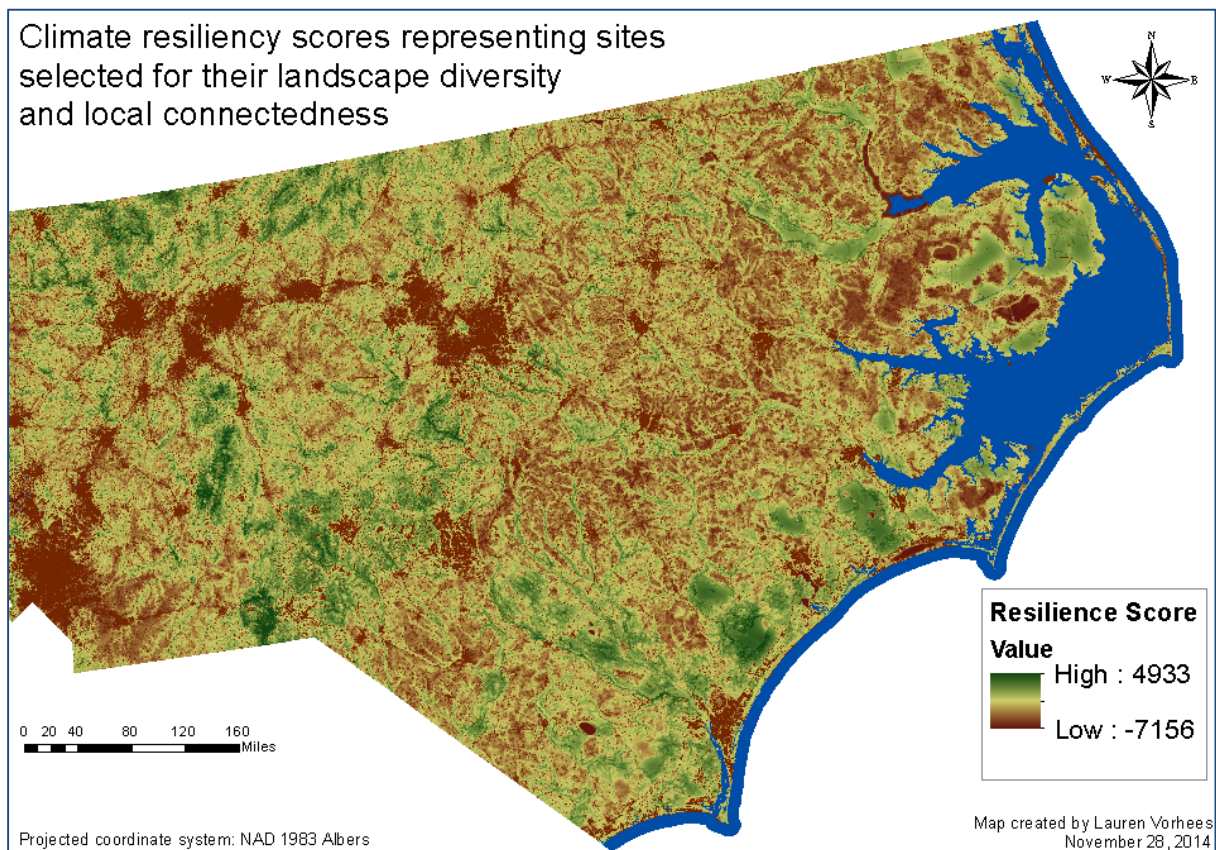 Climate resiliency scores representing sites
selected for their landscape diversity
and local connectedness
N
W E
S
Resilience Score
Value
High : 4933
Low : -7156
0 20 40 80 120 160
Miles
Projected coordinate system: NAD 1983 Albers
Map created by Lauren Vorhees
November 28, 2014